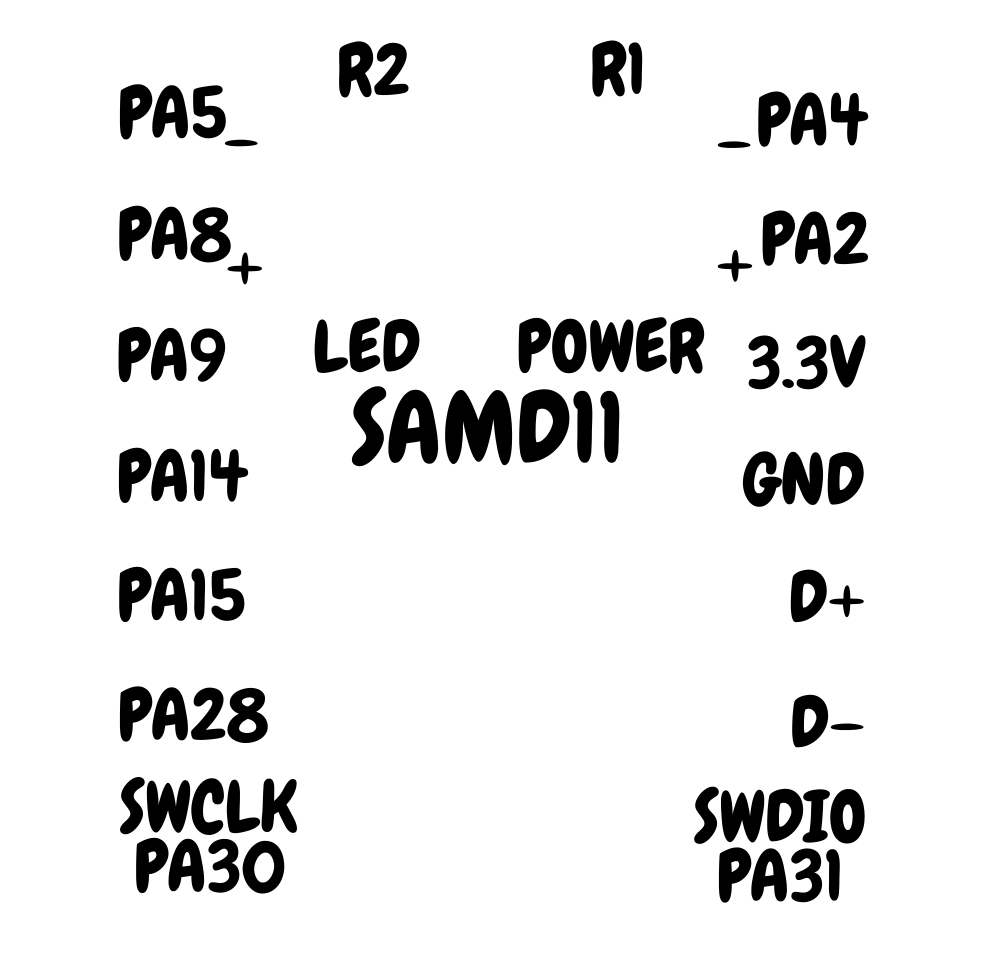 R2 R1
PA5_ _PA4
PA8+ +PA2
LED POWER
PA9 3.3V
SAMD11
PA14 GND
PA15 D+
PA28 D-
SWCLK SWDIO
PA30 PA31